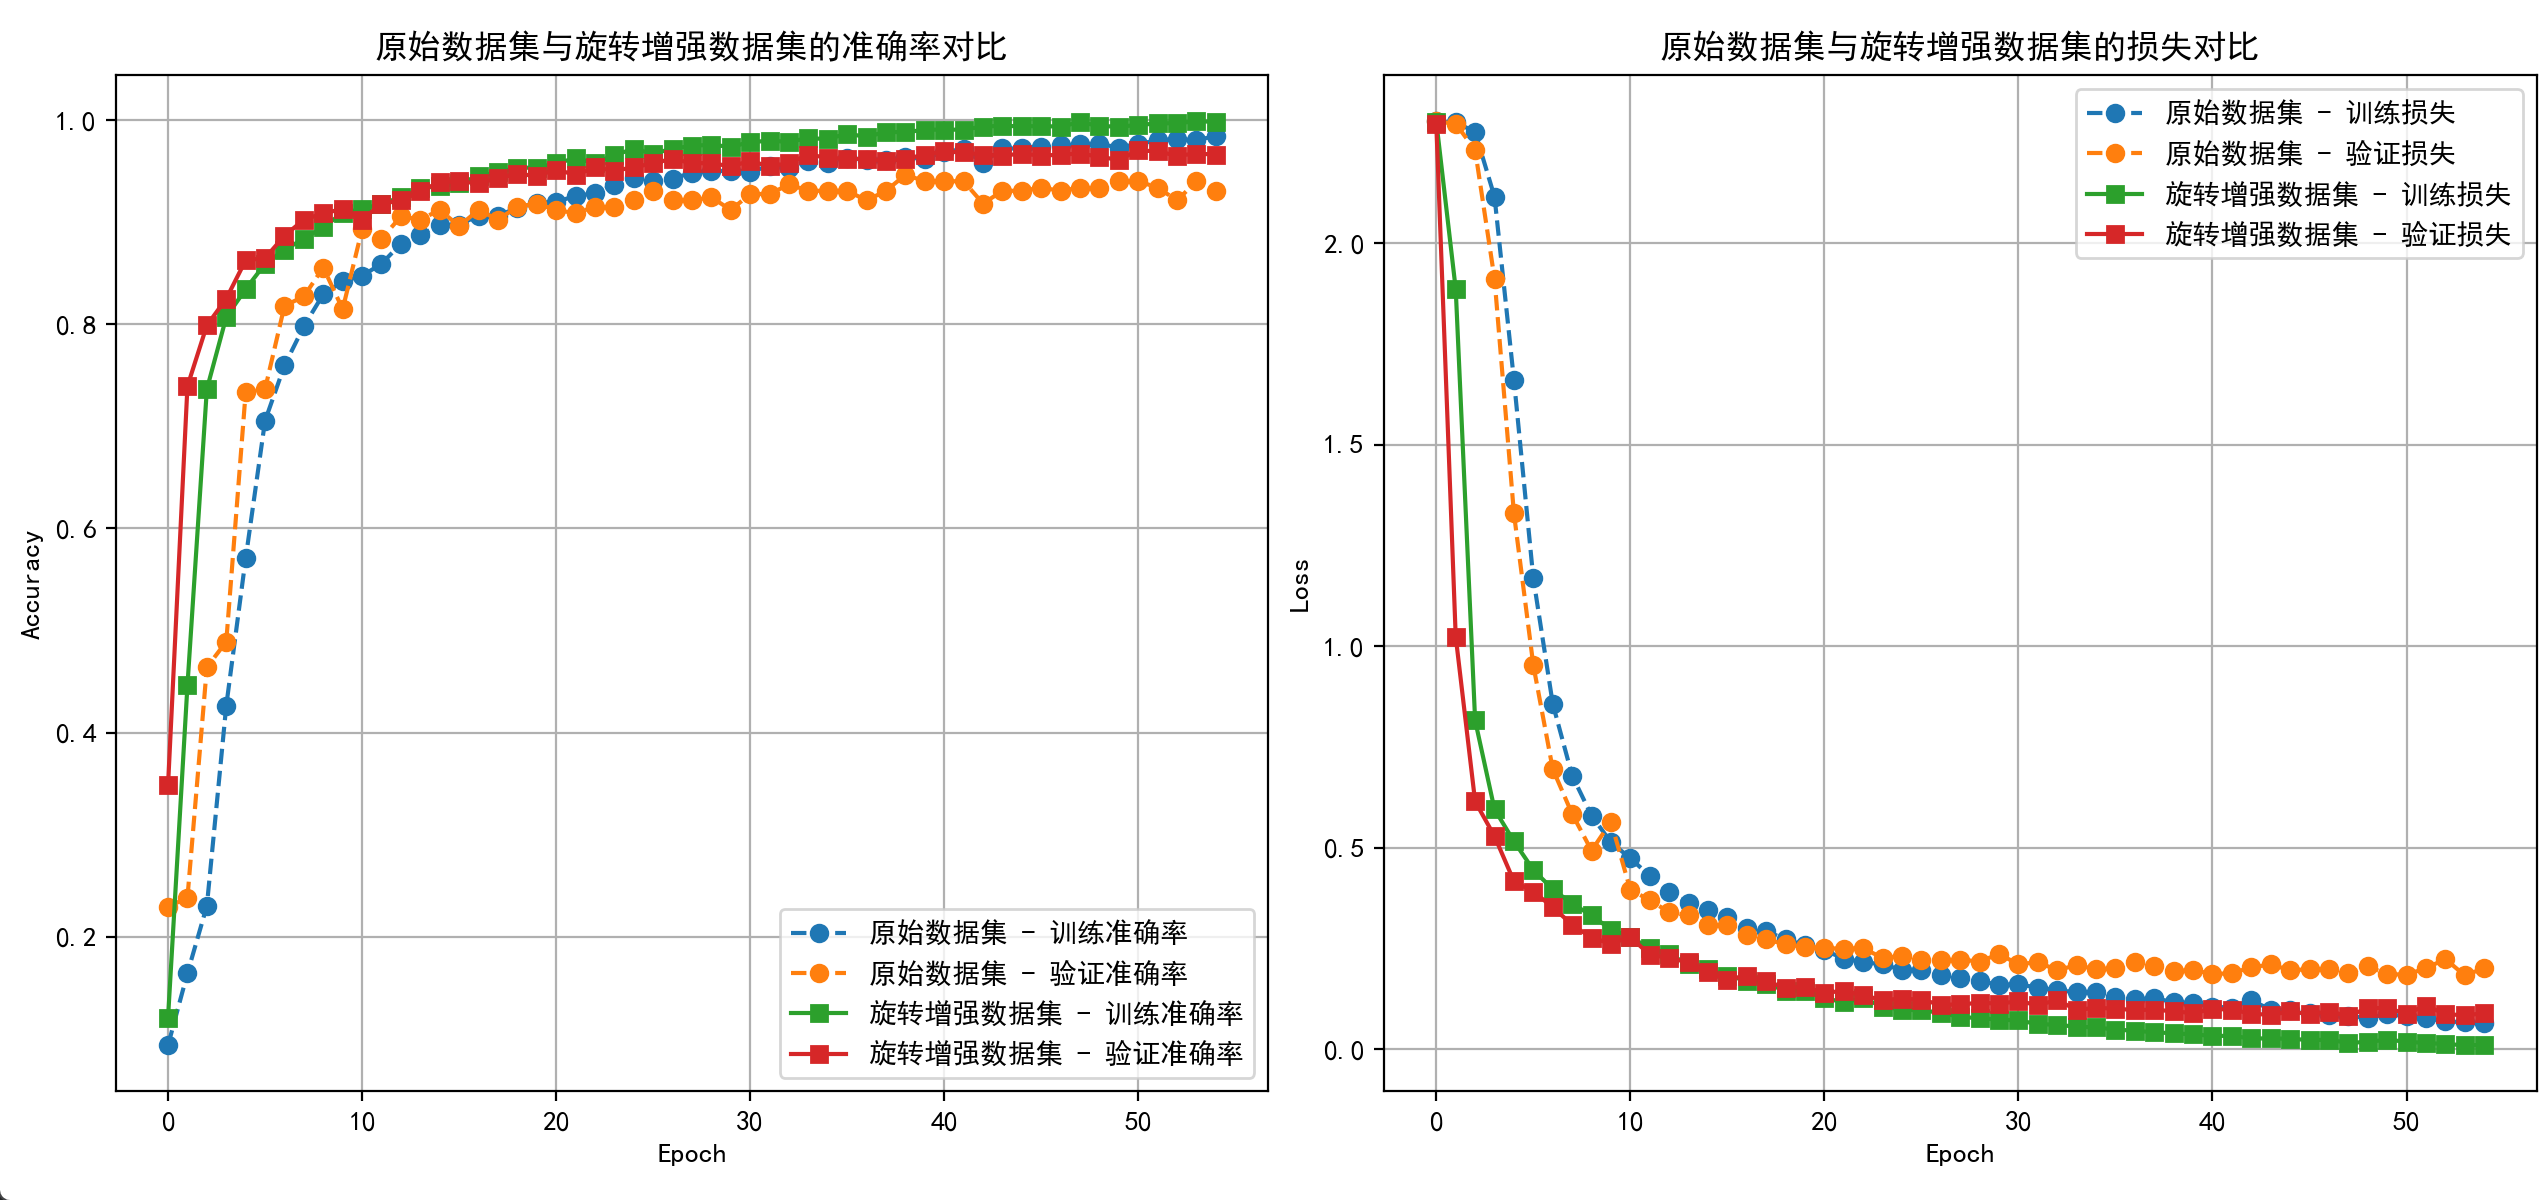 原始数据集与旋转增强数据集的准确率对比
1.0
0.8
0.6
0.4
0.2
Accuracy
原始数据集 - 训练准确率
原始数据集 - 验证准确率
旋转增强数据集 - 训练准确率
旋转增强数据集 - 验证准确率
0 10 20 30 40 50
Epoch
原始数据集与旋转增强数据集的损失对比
原始数据集 - 训练损失
原始数据集 - 验证损失
旋转增强数据集 - 训练损失
旋转增强数据集 - 验证损失
2.0
1.5
1.0
0.5
0.0
Loss
0 10 20 30 40 50
Epoch